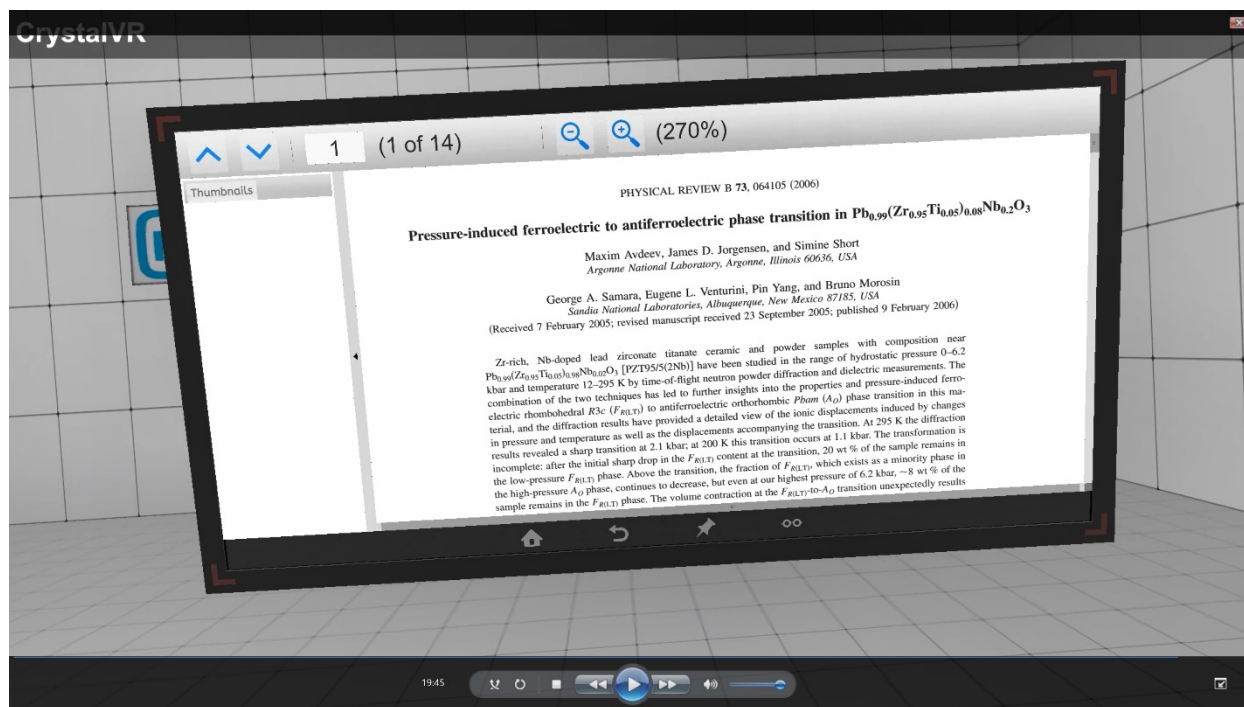 CrystalVR
1 (1 of 14) (270%)
Thumbnails
PHYSICAL REVIEW B 73, 064105 (2006)
Pressure-induced ferroelectric to antiferroelectric phase transition in Pb₀.₉₉(Zr₀.₉₅Ti₀.₀₅)₀.₀₈Nb₀.₂O₃
Maxim Avdeev, James D. Jorgensen, and Simine Short
Argonne National Laboratory, Argonne, Illinois 60636, USA
George A. Samara, Eugene L. Venturini, Pin Yang, and Bruno Morosin
Sandia National Laboratories, Albuquerque, New Mexico 87185, USA
(Received 7 February 2005; revised manuscript received 23 September 2005; published 9 February 2006)
Zr-rich, Nb-doped lead zirconate titanate ceramic and powder samples with composition near
Pb₀.₉₉(Zr₀.₉₅Ti₀.₀₅)₀.₉₈Nb₀.₀₂O₃ [PZT95/5(2Nb)] have been studied in the range of hydrostatic pressure 0–6.2
kbar and temperature 12–295 K by time-of-flight neutron powder diffraction and dielectric measurements. The
combination of the two techniques has led to further insights into the properties and pressure-induced ferro-
electric rhombohedral R3c (F_R(LT)) to antiferroelectric orthorhombic Pbam (A_O) phase transition in this ma-
terial, and the diffraction results have provided a detailed view of the ionic displacements induced by changes
in pressure and temperature as well as the displacements accompanying the transition. At 295 K the diffraction
results revealed a sharp transition at 2.1 kbar; at 200 K this transition occurs at 1.1 kbar. The transformation is
incomplete: after the initial sharp drop in the F_R(LT) content at the transition, 20 wt % of the sample remains in
the low-pressure F_R(LT) phase. Above the transition, the fraction of F_R(LT), which exists as a minority phase in
the high-pressure A_O phase, continues to decrease, but even at our highest pressure of 6.2 kbar, ~8 wt % of the
sample remains in the F_R(LT) phase. The volume contraction at the F_R(LT)-to-A_O transition unexpectedly results
19:45